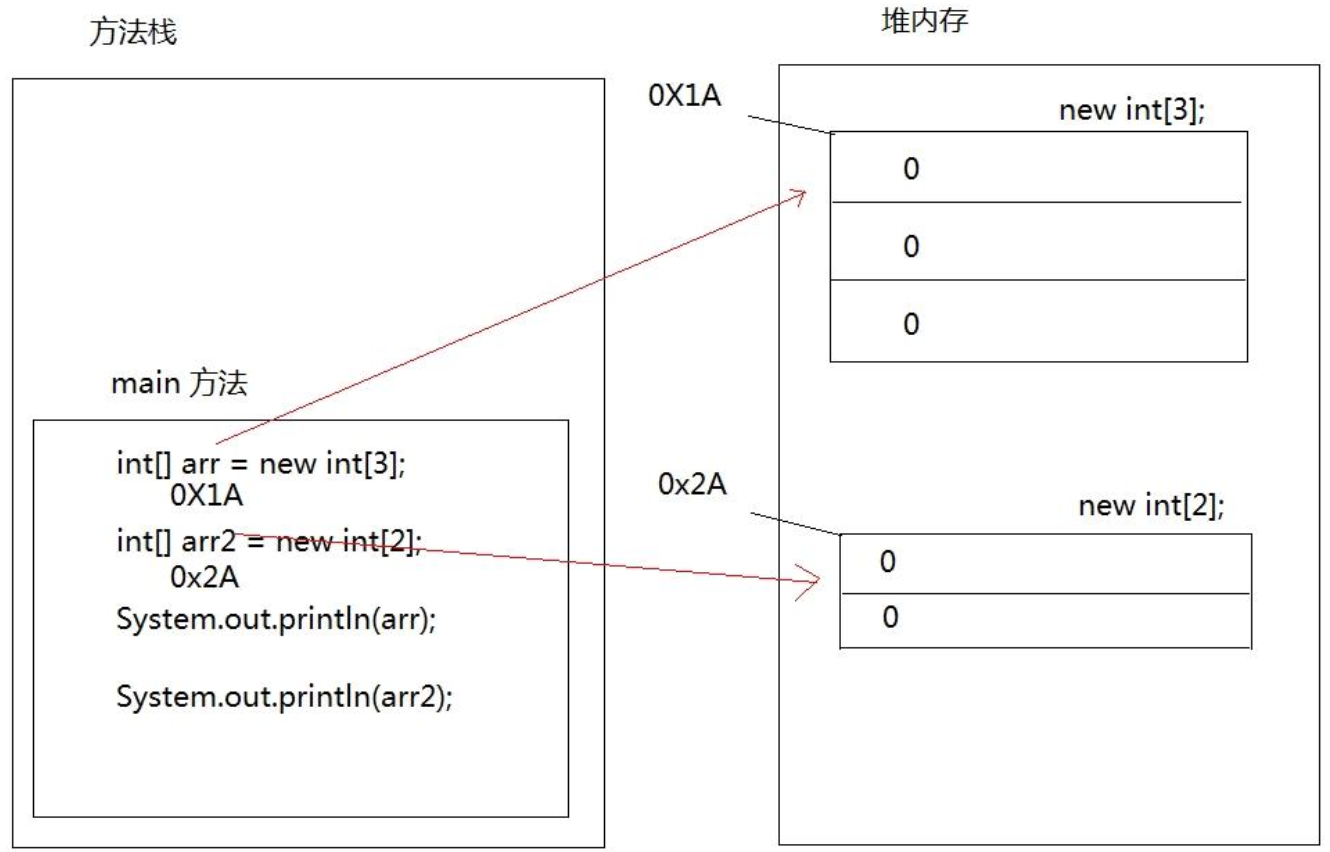 方法栈
main 方法
int[] arr = new int[3];
0X1A
int[] arr2 = new int[2];
0x2A
System.out.println(arr);
System.out.println(arr2);
堆内存
0X1A
new int[3];
0
0
0
0x2A
new int[2];
0
0